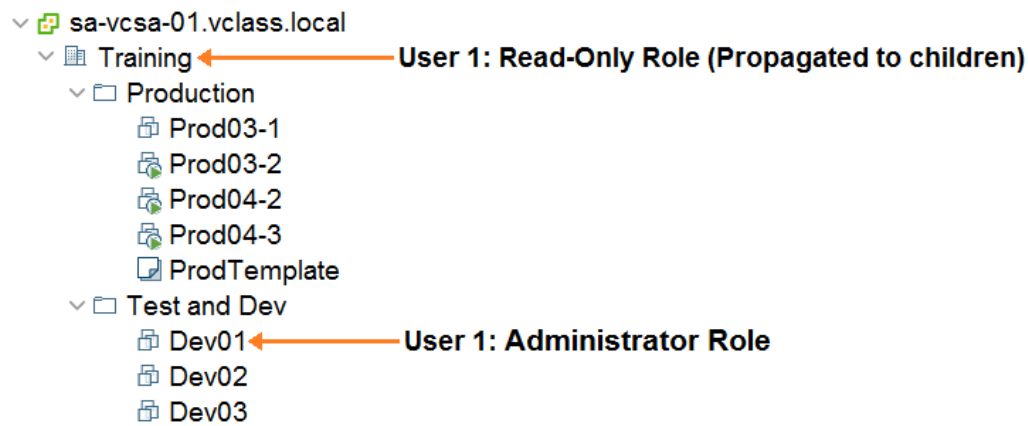 sa-vcsa-01.vclass.local
Training User 1: Read-Only Role (Propagated to children)
Production
Prod03-1
Prod03-2
Prod04-2
Prod04-3
ProdTemplate
Test and Dev
Dev01 User 1: Administrator Role
Dev02
Dev03